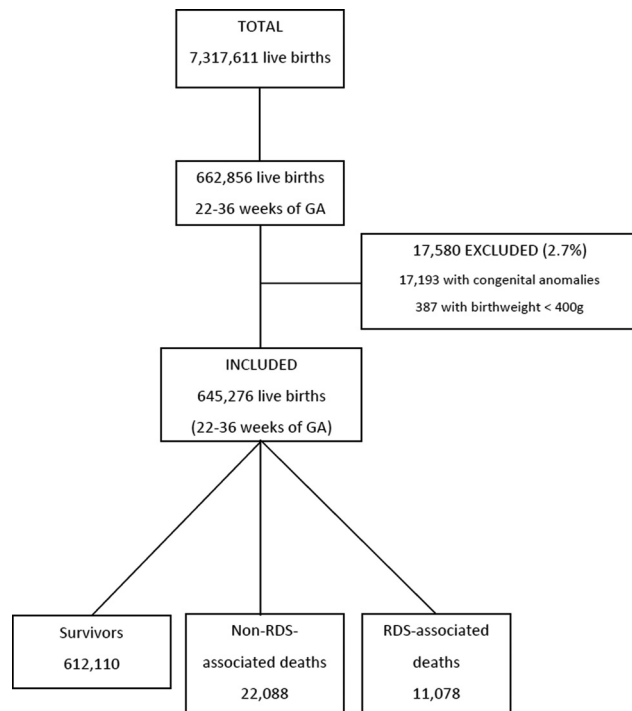 TOTAL
7,317,611 live births
662,856 live births
22-36 weeks of GA
17,580 EXCLUDED (2.7%)
17,193 with congenital anomalies
387 with birthweight < 400g
INCLUDED
645,276 live births
(22-36 weeks of GA)
Survivors
612,110
Non-RDS-
associated deaths
22,088
RDS-associated
deaths
11,078